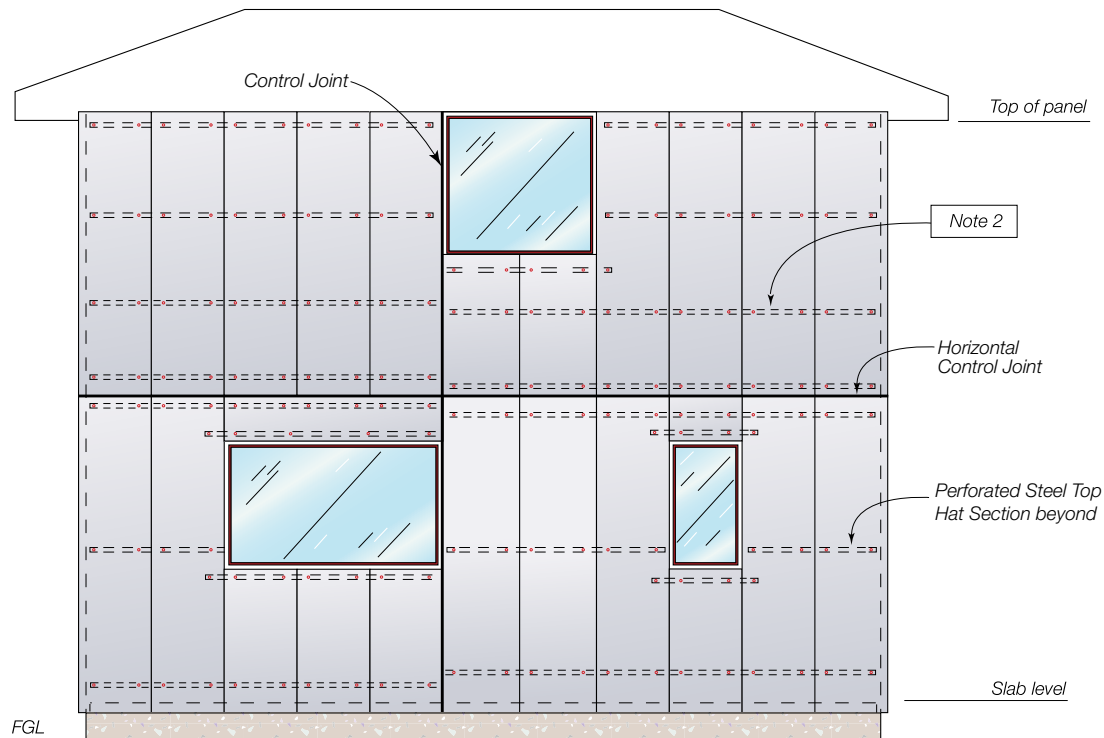 Control Joint
Top of panel
Note 2
Horizontal
Control Joint
Perforated Steel Top
Hat Section beyond
Slab level
FGL